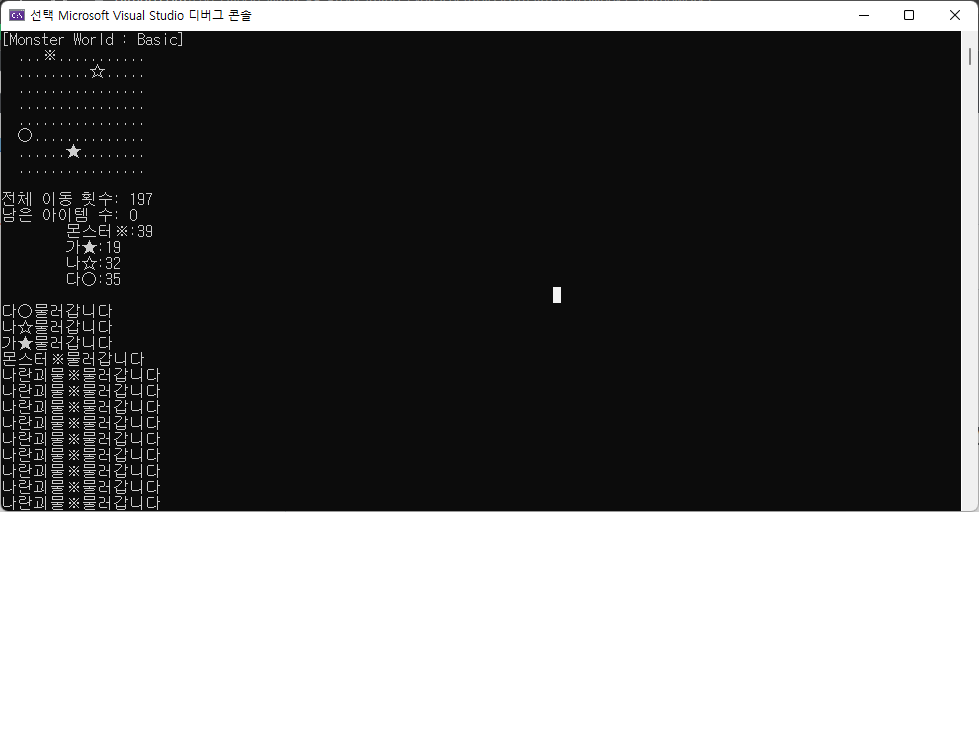 선택 Microsoft Visual Studio 디버그 콘솔
[Monster World : Basic]
...※...........
.........☆.....
................
................
................
○..............
......★........
................
전체 이동 횟수: 197
남은 아이템 수: 0
몬스터※:39
가★:19
나☆:32
다○:35
다○물러갑니다
나☆물러갑니다
가★물러갑니다
몬스터※물러갑니다
나란괴물※물러갑니다
나란괴물※물러갑니다
나란괴물※물러갑니다
나란괴물※물러갑니다
나란괴물※물러갑니다
나란괴물※물러갑니다
나란괴물※물러갑니다
나란괴물※물러갑니다
나란괴물※물러갑니다